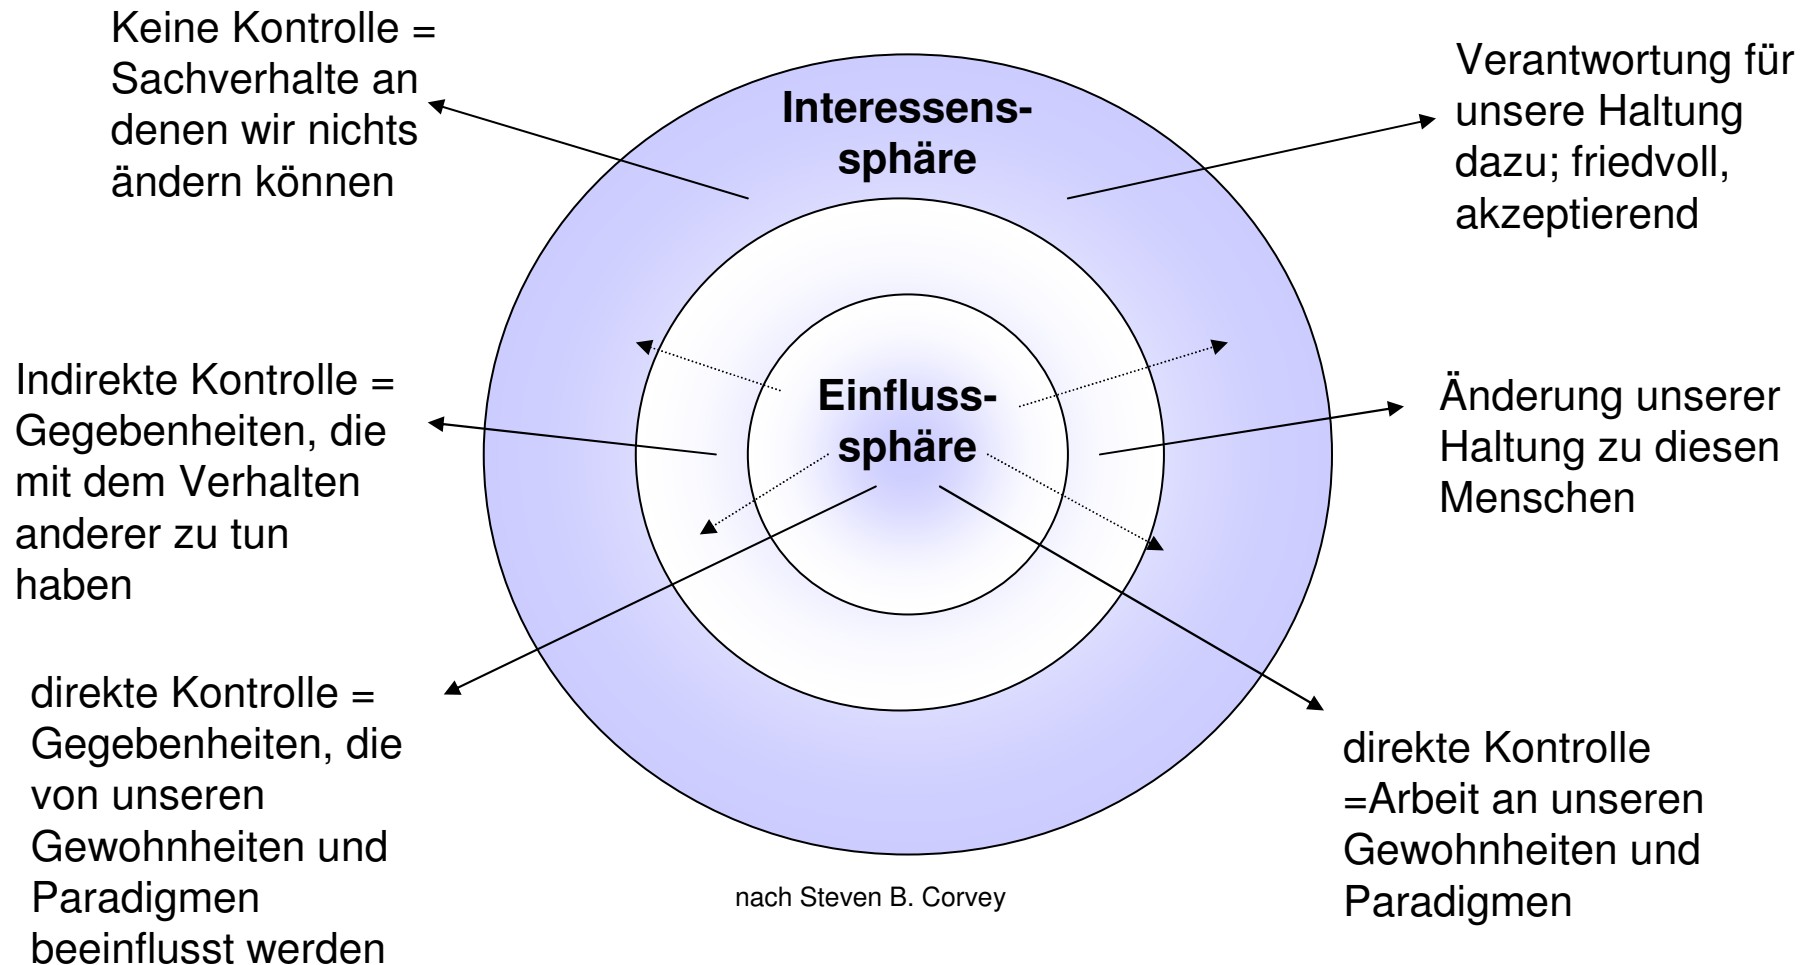 Keine Kontrolle =
Sachverhalte an
denen wir nichts
ändern können
Interessens-
sphäre
Verantwortung für
unsere Haltung
dazu; friedvoll,
akzeptierend
Indirekte Kontrolle =
Gegebenheiten, die
mit dem Verhalten
anderer zu tun
haben
Einfluss-
sphäre
Änderung unserer
Haltung zu diesen
Menschen
direkte Kontrolle =
Gegebenheiten, die
von unseren
Gewohnheiten und
Paradigmen
beeinflusst werden
direkte Kontrolle
=Arbeit an unseren
Gewohnheiten und
Paradigmen
nach Steven B. Corvey